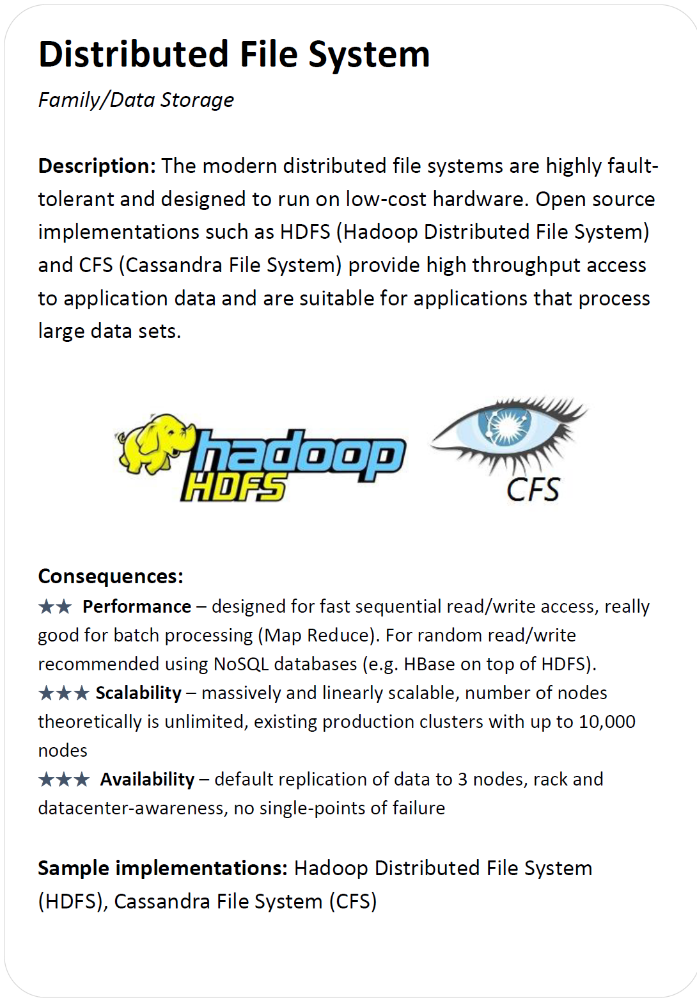 Distributed File System
Family/Data Storage
Description: The modern distributed file systems are highly fault-
tolerant and designed to run on low-cost hardware. Open source
implementations such as HDFS (Hadoop Distributed File System)
and CFS (Cassandra File System) provide high throughput access
to application data and are suitable for applications that process
large data sets.
hadoop
HDFS
CFS
Consequences:
★★ Performance – designed for fast sequential read/write access, really
good for batch processing (Map Reduce). For random read/write
recommended using NoSQL databases (e.g. HBase on top of HDFS).
★★★ Scalability – massively and linearly scalable, number of nodes
theoretically is unlimited, existing production clusters with up to 10,000
nodes
★★★ Availability – default replication of data to 3 nodes, rack and
datacenter-awareness, no single-points of failure
Sample implementations: Hadoop Distributed File System
(HDFS), Cassandra File System (CFS)